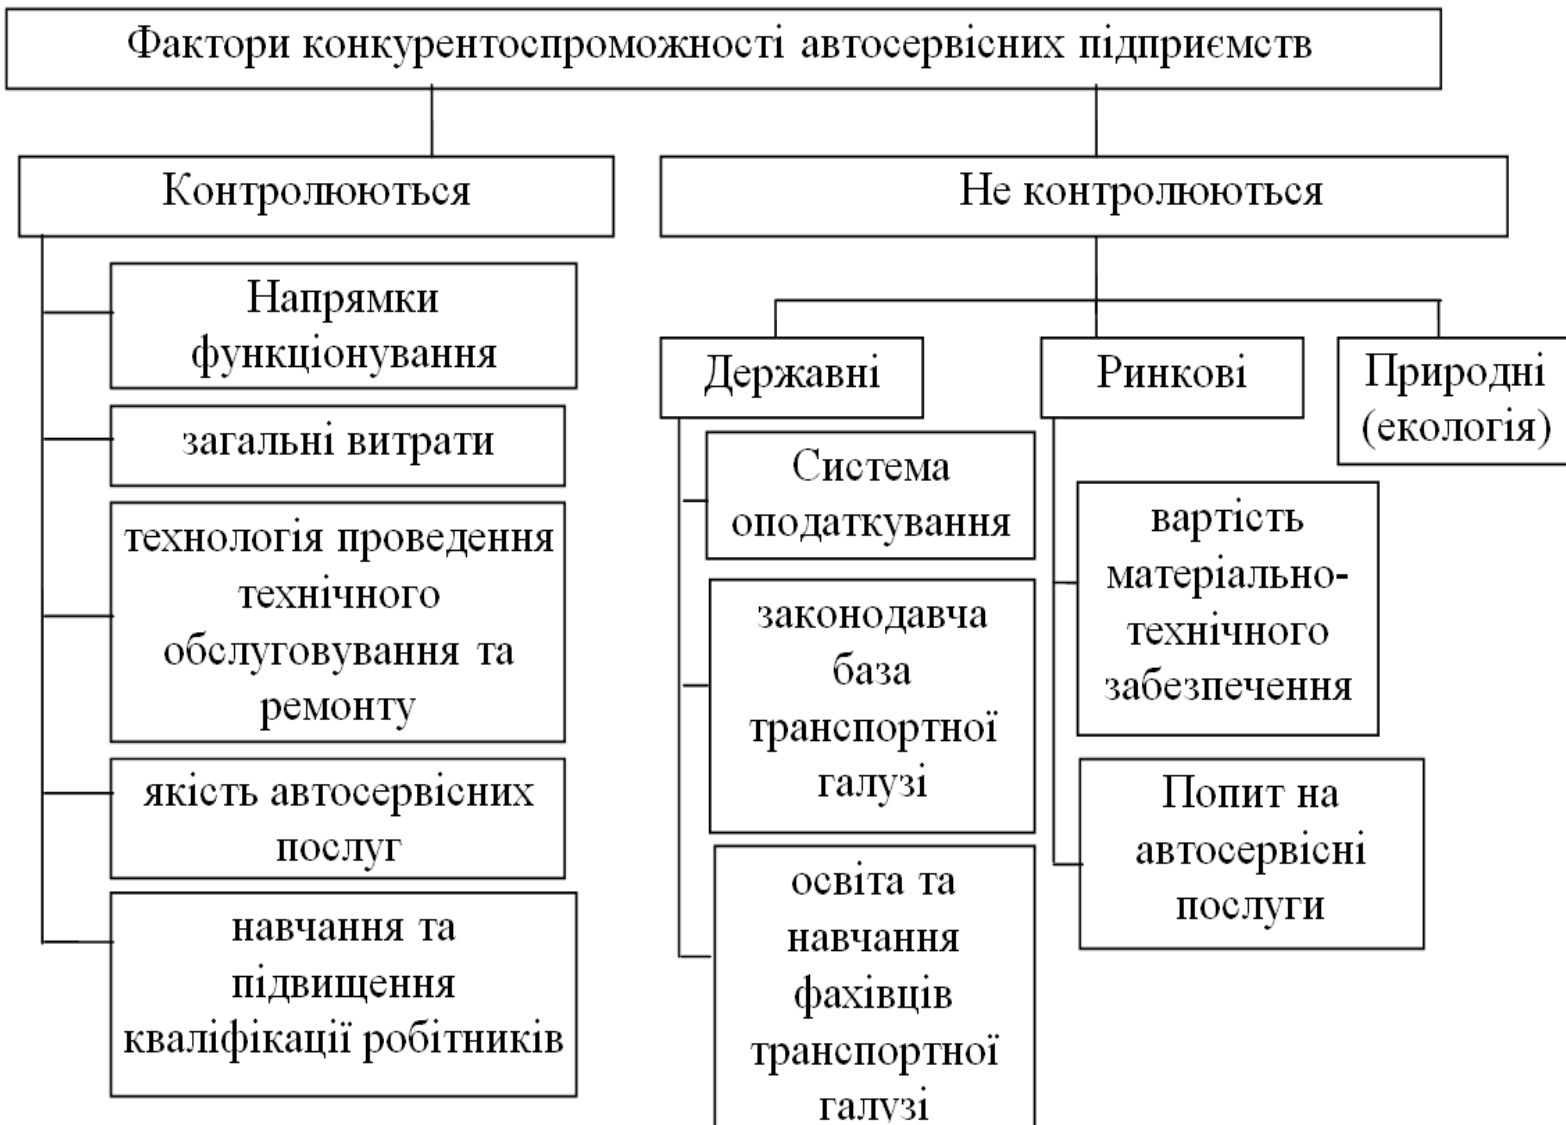 Фактори конкурентоспроможності автосервісних підприємств
Контролюються
Напрямки
функціонування
загальні витрати
технологія проведення
технічного
обслуговування та
ремонту
якість автосервісних
послуг
навчання та
підвищення
кваліфікації робітників
Не контролюються
Державні
Система
оподаткування
законодавча
база
транспортної
галузі
освіта та
навчання
фахівців
транспортної
галузі
Ринкові
вартість
матеріально-
технічного
забезпечення
Попит на
автосервісні
послуги
Природні
(екологія)